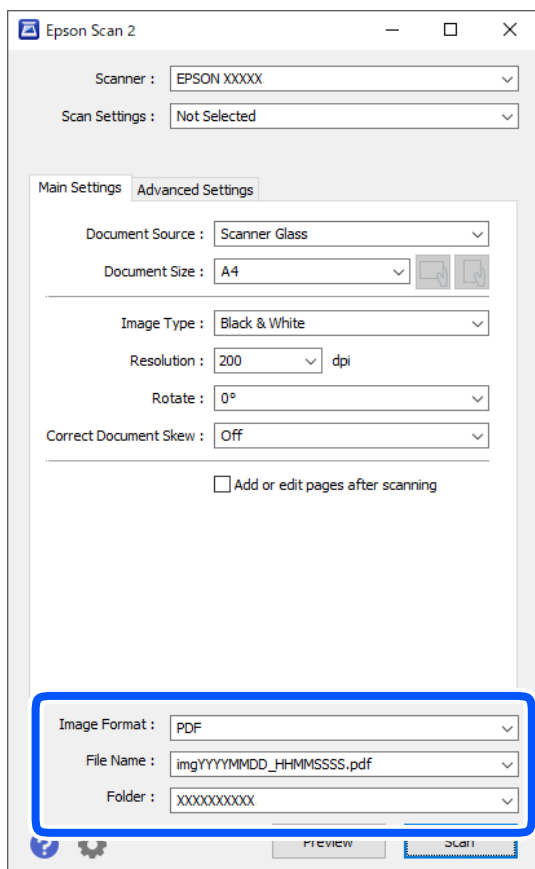 Epson Scan 2
Scanner : EPSON XXXXX
Scan Settings : Not Selected
Main Settings Advanced Settings
Document Source : Scanner Glass
Document Size : A4
Image Type : Black & White
Resolution : 200 dpi
Rotate : 0°
Correct Document Skew : Off
Add or edit pages after scanning
Image Format : PDF
File Name : imgYYYYMMDD_HHMMSSSS.pdf
Folder : XXXXXXXXXX
? Preview Scan